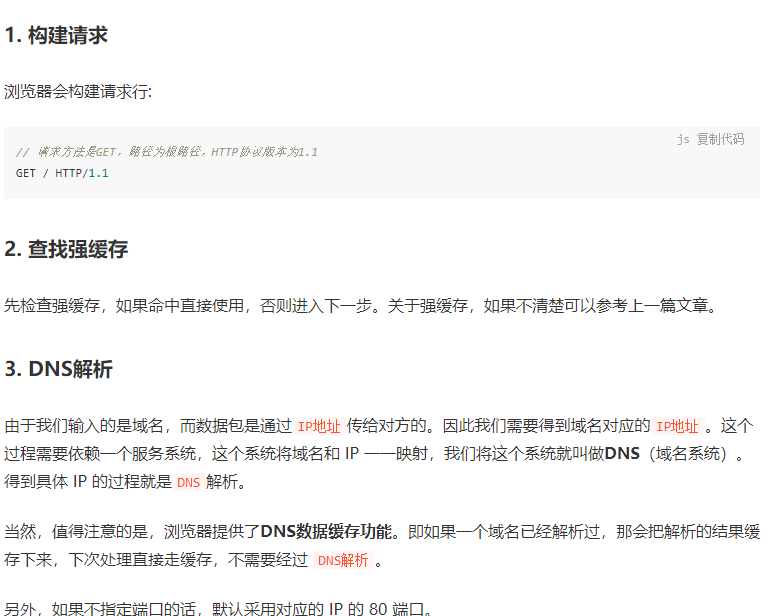 1. 构建请求
浏览器会构建请求行:
js 复制代码
// 请求方法是GET，路径为根路径，HTTP协议版本为1.1
GET / HTTP/1.1
2. 查找强缓存
先检查强缓存，如果命中直接使用，否则进入下一步。关于强缓存，如果不清楚可以参考上一篇文章。
3. DNS解析
由于我们输入的是域名，而数据包是通过 IP地址 传给对方的。因此我们需要得到域名对应的 IP地址 。这个
过程需要依赖一个服务系统，这个系统将域名和 IP 一一映射，我们将这个系统就叫做DNS（域名系统）。
得到具体 IP 的过程就是 DNS 解析。
当然，值得注意的是，浏览器提供了DNS数据缓存功能。即如果一个域名已经解析过，那会把解析的结果缓
存下来，下次处理直接走缓存，不需要经过 DNS解析 。
另外，如果不指定端口的话，默认采用对应的 IP 的 80 端口。